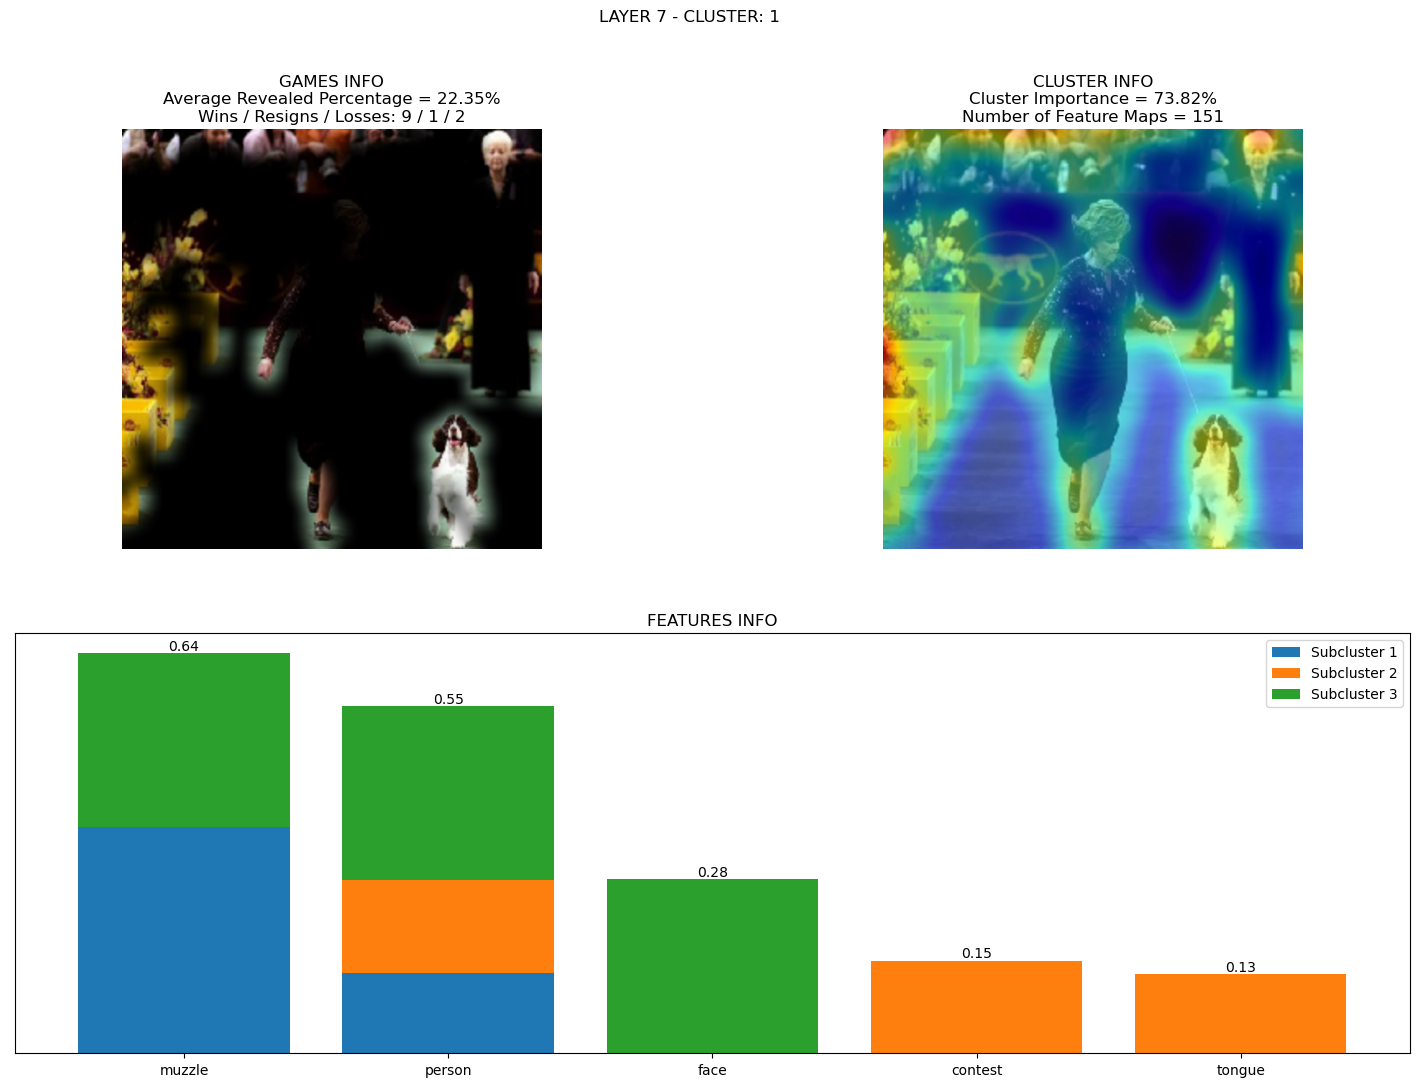 LAYER 7 - CLUSTER: 1
GAMES INFO
Average Revealed Percentage = 22.35%
Wins / Resigns / Losses: 9 / 1 / 2
CLUSTER INFO
Cluster Importance = 73.82%
Number of Feature Maps = 151
FEATURES INFO
0.64
0.55
0.28
0.15
0.13
Subcluster 1
Subcluster 2
Subcluster 3
muzzle
person
face
contest
tongue